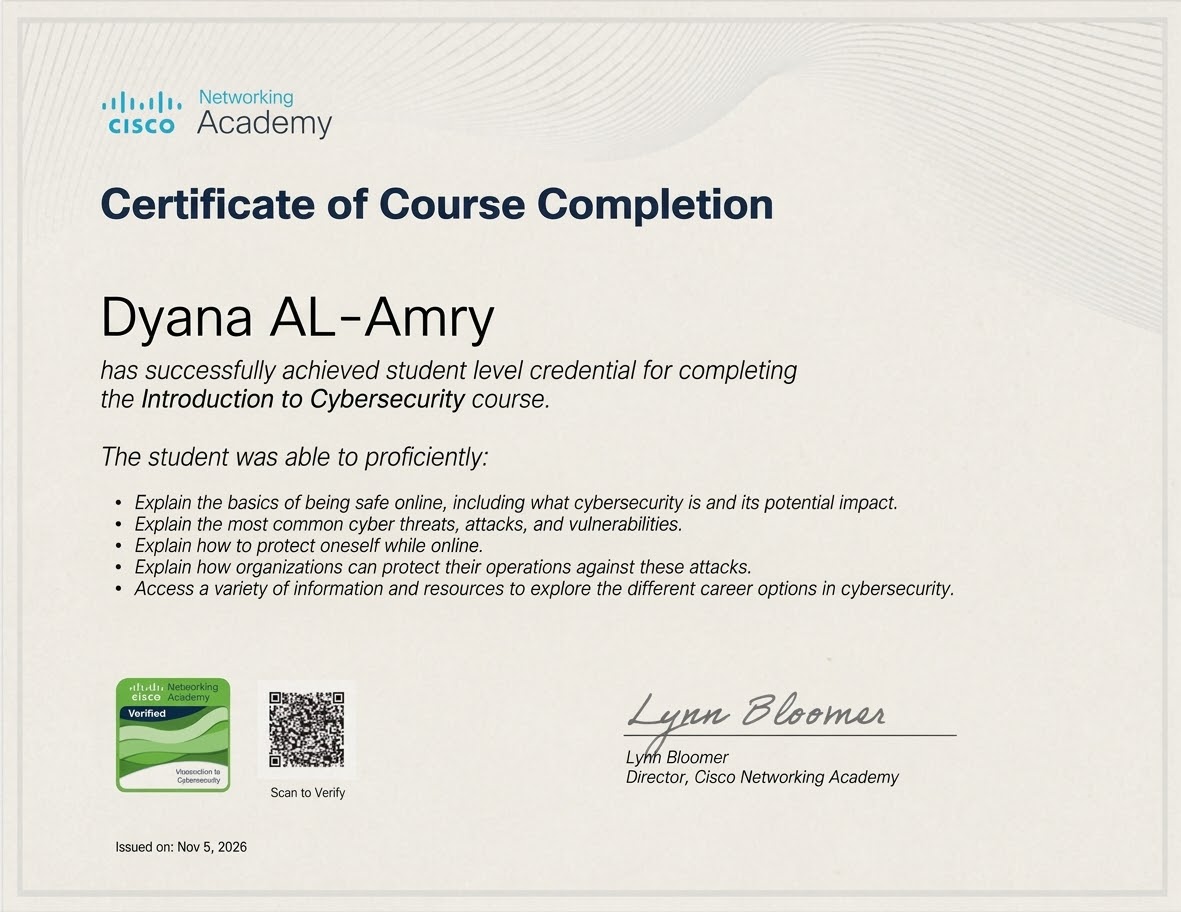 CISCO
Networking
Academy
Certificate of Course Completion
Dyana AL-Amry
has successfully achieved student level credential for completing
the Introduction to Cybersecurity course.
The student was able to proficiently:
• Explain the basics of being safe online, including what cybersecurity is and its potential impact.
• Explain the most common cyber threats, attacks, and vulnerabilities.
• Explain how to protect oneself while online.
• Explain how organizations can protect their operations against these attacks.
• Access a variety of information and resources to explore the different career options in cybersecurity.
cisco
Networking
Academy
Verified
to
Scan to Verify
Lynn Bloomer
Lynn Bloomer
Director, Cisco Networking Academy
Issued on: Nov 5, 2026